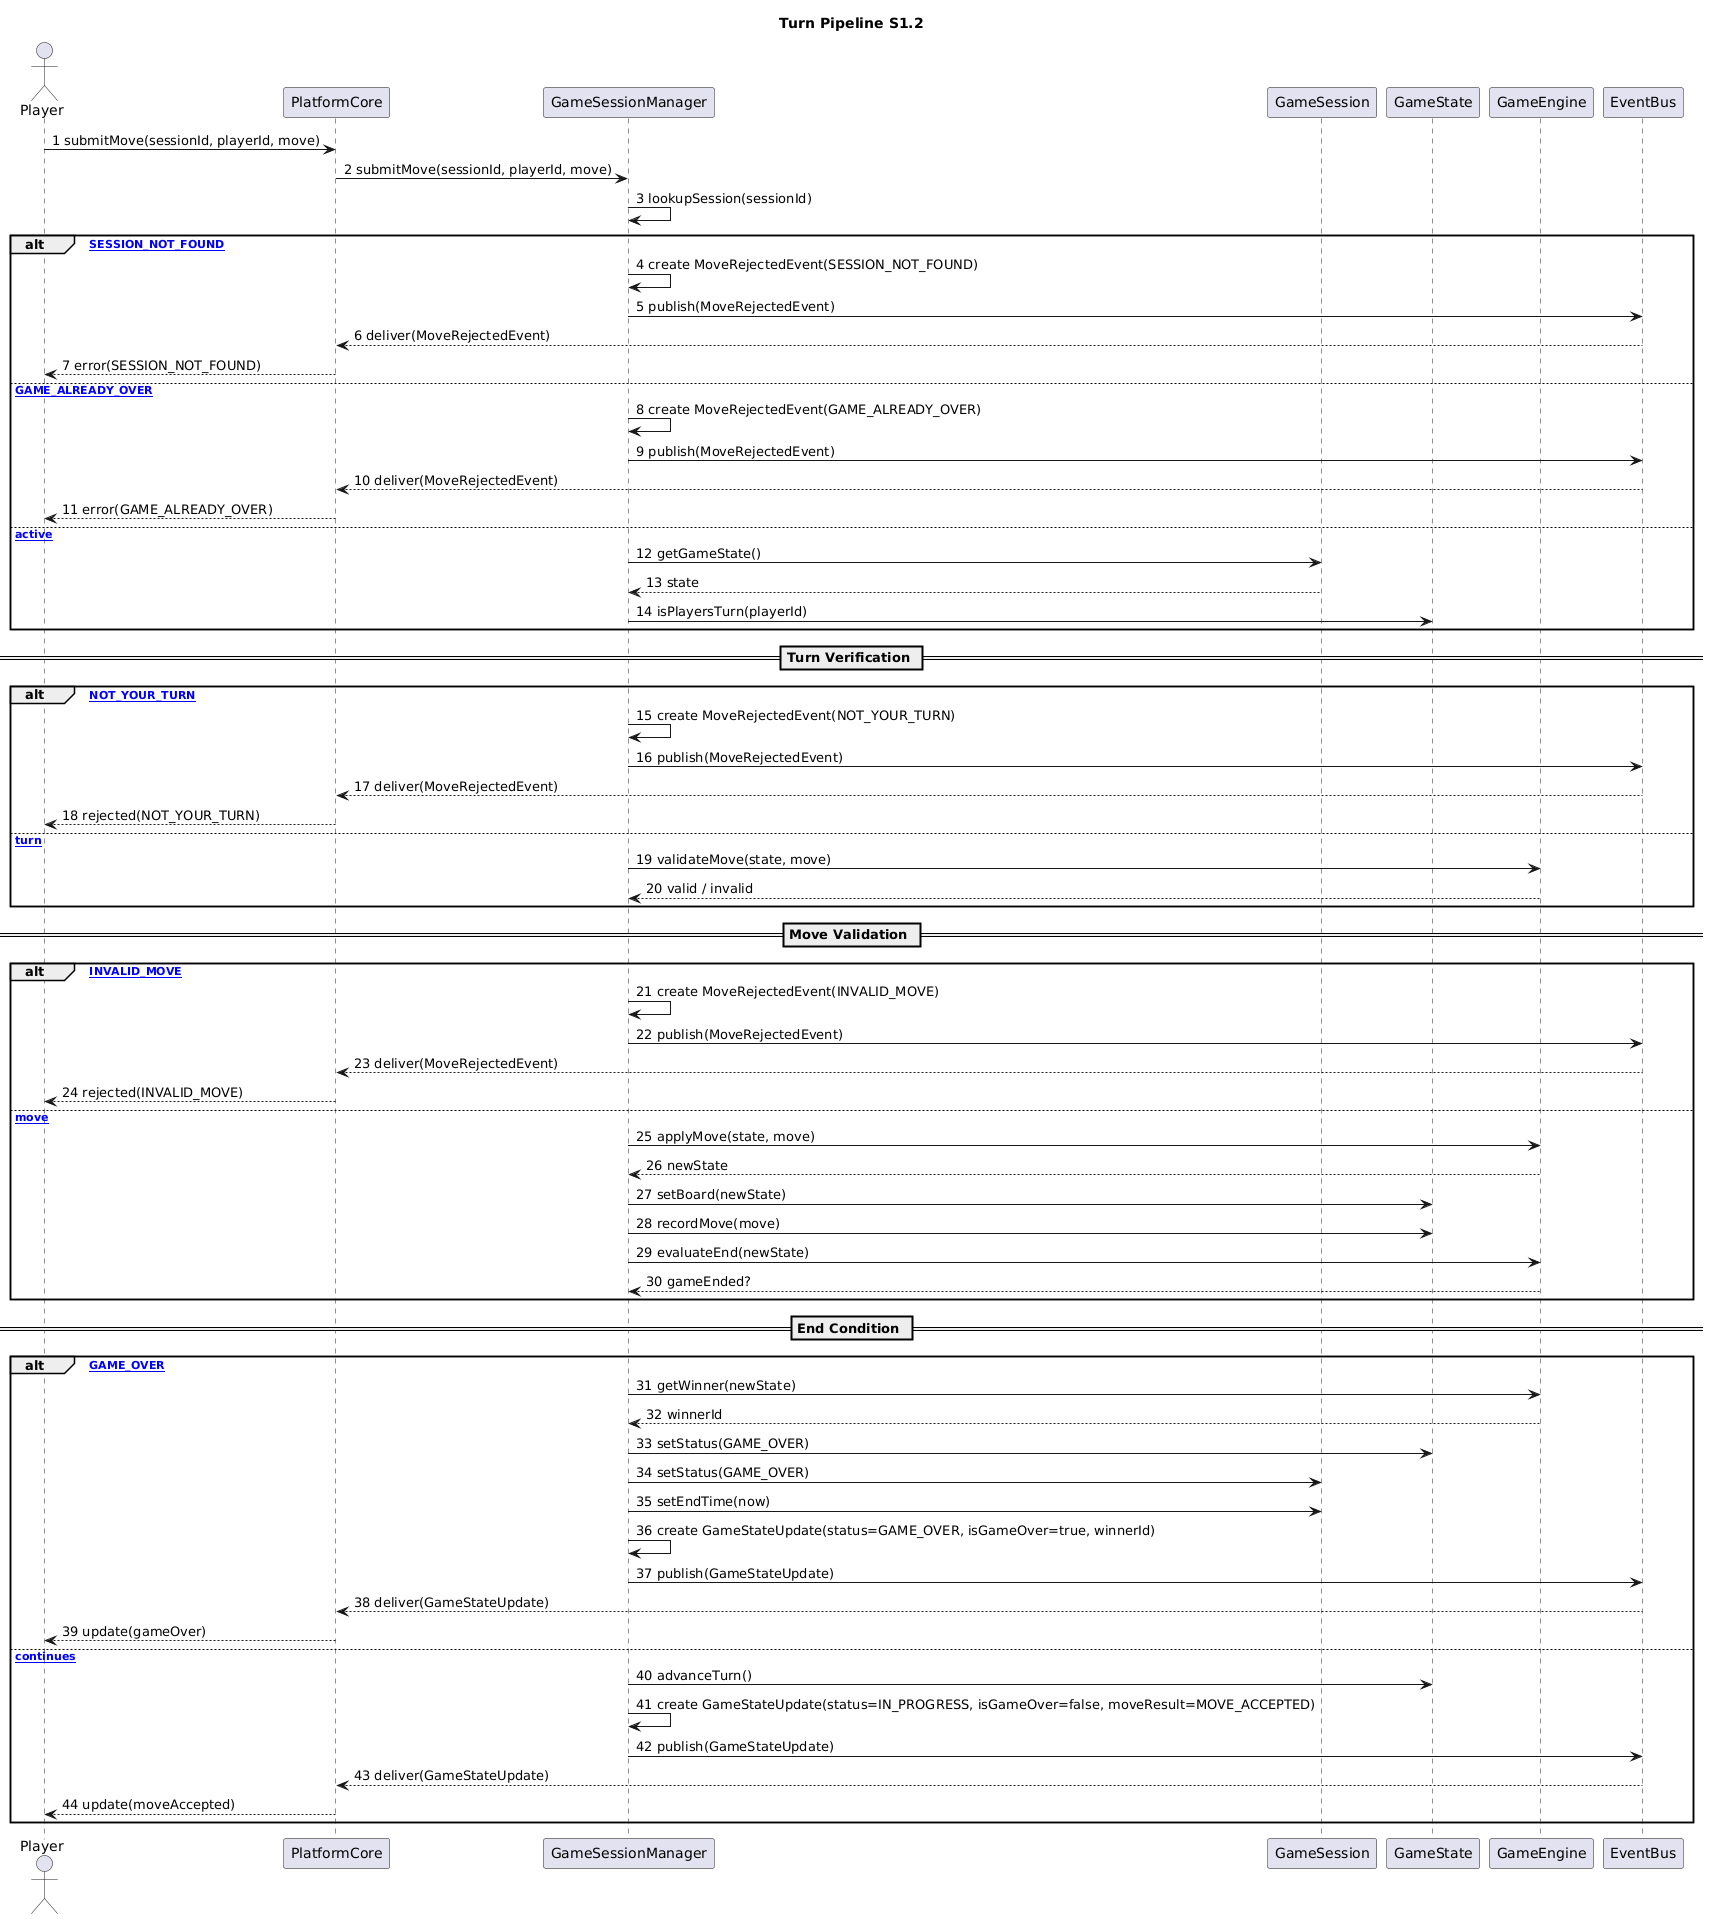 Turn Pipeline S1.2
Player
PlatformCore
GameSessionManager
GameSession
GameState
GameEngine
EventBus
1 submitMove(sessionId, playerId, move)
2 submitMove(sessionId, playerId, move)
3 lookupSession(sessionId)
alt SESSION_NOT_FOUND
4 create MoveRejectedEvent(SESSION_NOT_FOUND)
5 publish(MoveRejectedEvent)
6 deliver(MoveRejectedEvent)
7 error(SESSION_NOT_FOUND)
GAME_ALREADY_OVER
8 create MoveRejectedEvent(GAME_ALREADY_OVER)
9 publish(MoveRejectedEvent)
10 deliver(MoveRejectedEvent)
11 error(GAME_ALREADY_OVER)
active
12 getGameState()
13 state
14 isPlayersTurn(playerId)
Turn Verification
alt NOT_YOUR_TURN
15 create MoveRejectedEvent(NOT_YOUR_TURN)
16 publish(MoveRejectedEvent)
17 deliver(MoveRejectedEvent)
18 rejected(NOT_YOUR_TURN)
turn
19 validateMove(state, move)
20 valid / invalid
Move Validation
alt INVALID_MOVE
21 create MoveRejectedEvent(INVALID_MOVE)
22 publish(MoveRejectedEvent)
23 deliver(MoveRejectedEvent)
24 rejected(INVALID_MOVE)
move
25 applyMove(state, move)
26 newState
27 setBoard(newState)
28 recordMove(move)
29 evaluateEnd(newState)
30 gameEnded?
End Condition
alt GAME_OVER
31 getWinner(newState)
32 winnerId
33 setStatus(GAME_OVER)
34 setStatus(GAME_OVER)
35 setEndTime(now)
36 create GameStateUpdate(status=GAME_OVER, isGameOver=true, winnerId)
37 publish(GameStateUpdate)
38 deliver(GameStateUpdate)
39 update(gameOver)
continues
40 advanceTurn()
41 create GameStateUpdate(status=IN_PROGRESS, isGameOver=false, moveResult=MOVE_ACCEPTED)
42 publish(GameStateUpdate)
43 deliver(GameStateUpdate)
44 update(moveAccepted)
Player
PlatformCore
GameSessionManager
GameSession
GameState
GameEngine
EventBus